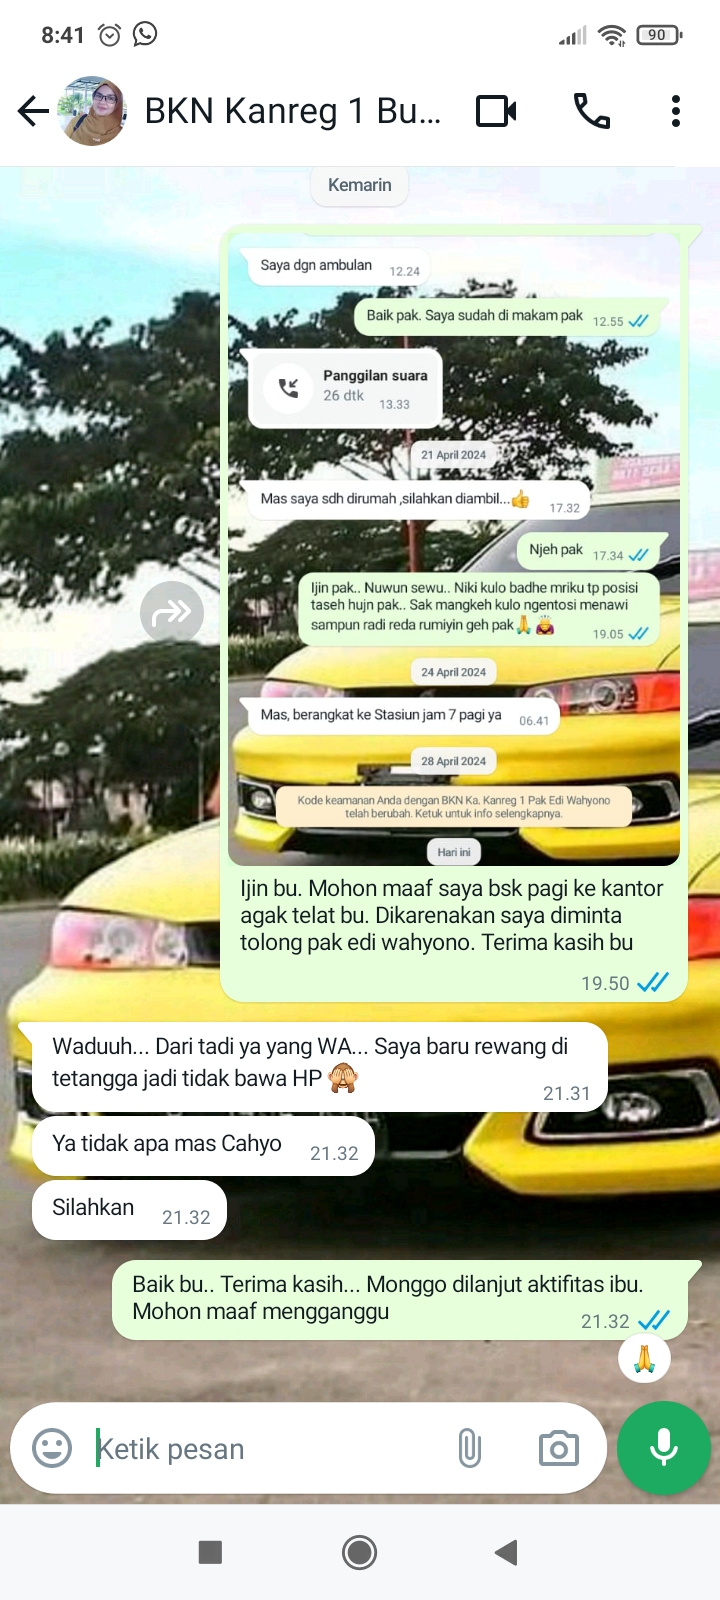 8:41
90
BKN Kanreg 1 Bu...
Kemarin
Saya dgn ambulan 12.24
Baik pak. Saya sudah di makam pak 12.55
Panggilan suara
26 dtk 13.33
21 April 2024
Mas saya sdh dirumah ,silahkan diambil...👍 17.32
Njeh pak 17.34
Ijin pak.. Nuwun sewu.. Niki kulo badhe mriku tp posisi
taseh hujn pak.. Sak mangkeh kulo ngentosi menawi
sampun radi reda rumiyin geh pak🙏🙇
19.05
24 April 2024
Mas, berangkat ke Stasiun jam 7 pagi ya 06.41
28 April 2024
Kode keamanan Anda dengan BKN Ka. Kanreg 1 Pak Edi Wahyono
telah berubah. Ketuk untuk info selengkapnya.
Hari ini
Ijin bu. Mohon maaf saya bsk pagi ke kantor
agak telat bu. Dikarenakan saya diminta
tolong pak edi wahyono. Terima kasih bu
19.50
Waduuh... Dari tadi ya yang WA... Saya baru rewang di
tetangga jadi tidak bawa HP🙈
21.31
Ya tidak apa mas Cahyo 21.32
Silahkan 21.32
Baik bu.. Terima kasih... Monggo dilanjut aktifitas ibu.
Mohon maaf mengganggu 21.32
🙏
Ketik pesan